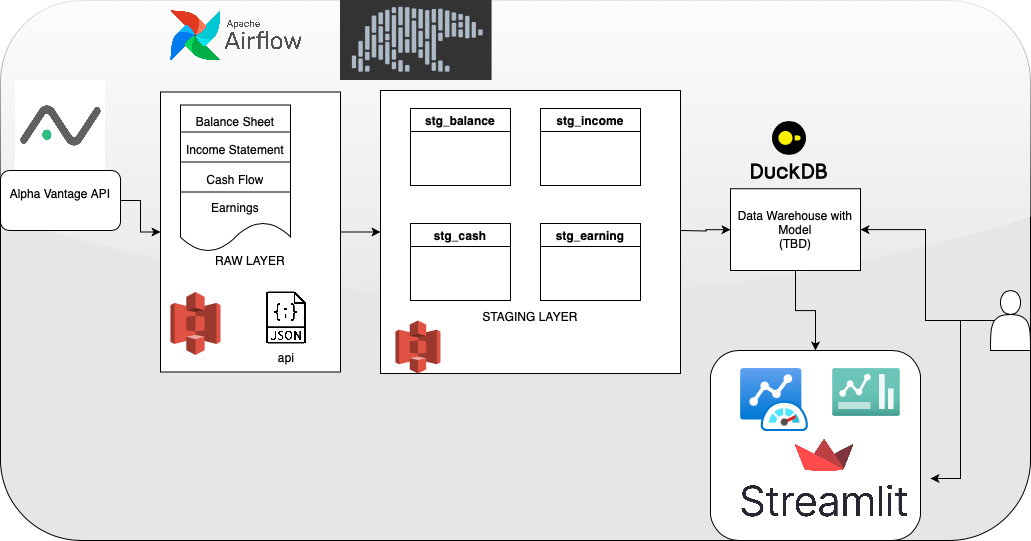 Apache
Airflow
Alpha Vantage API
Balance Sheet
Income Statement
Cash Flow
Earnings
RAW LAYER
{;}
JSON
api
stg_balance
stg_income
stg_cash
stg_earning
STAGING LAYER
DuckDB
Data Warehouse with
Model
(TBD)
Streamlit